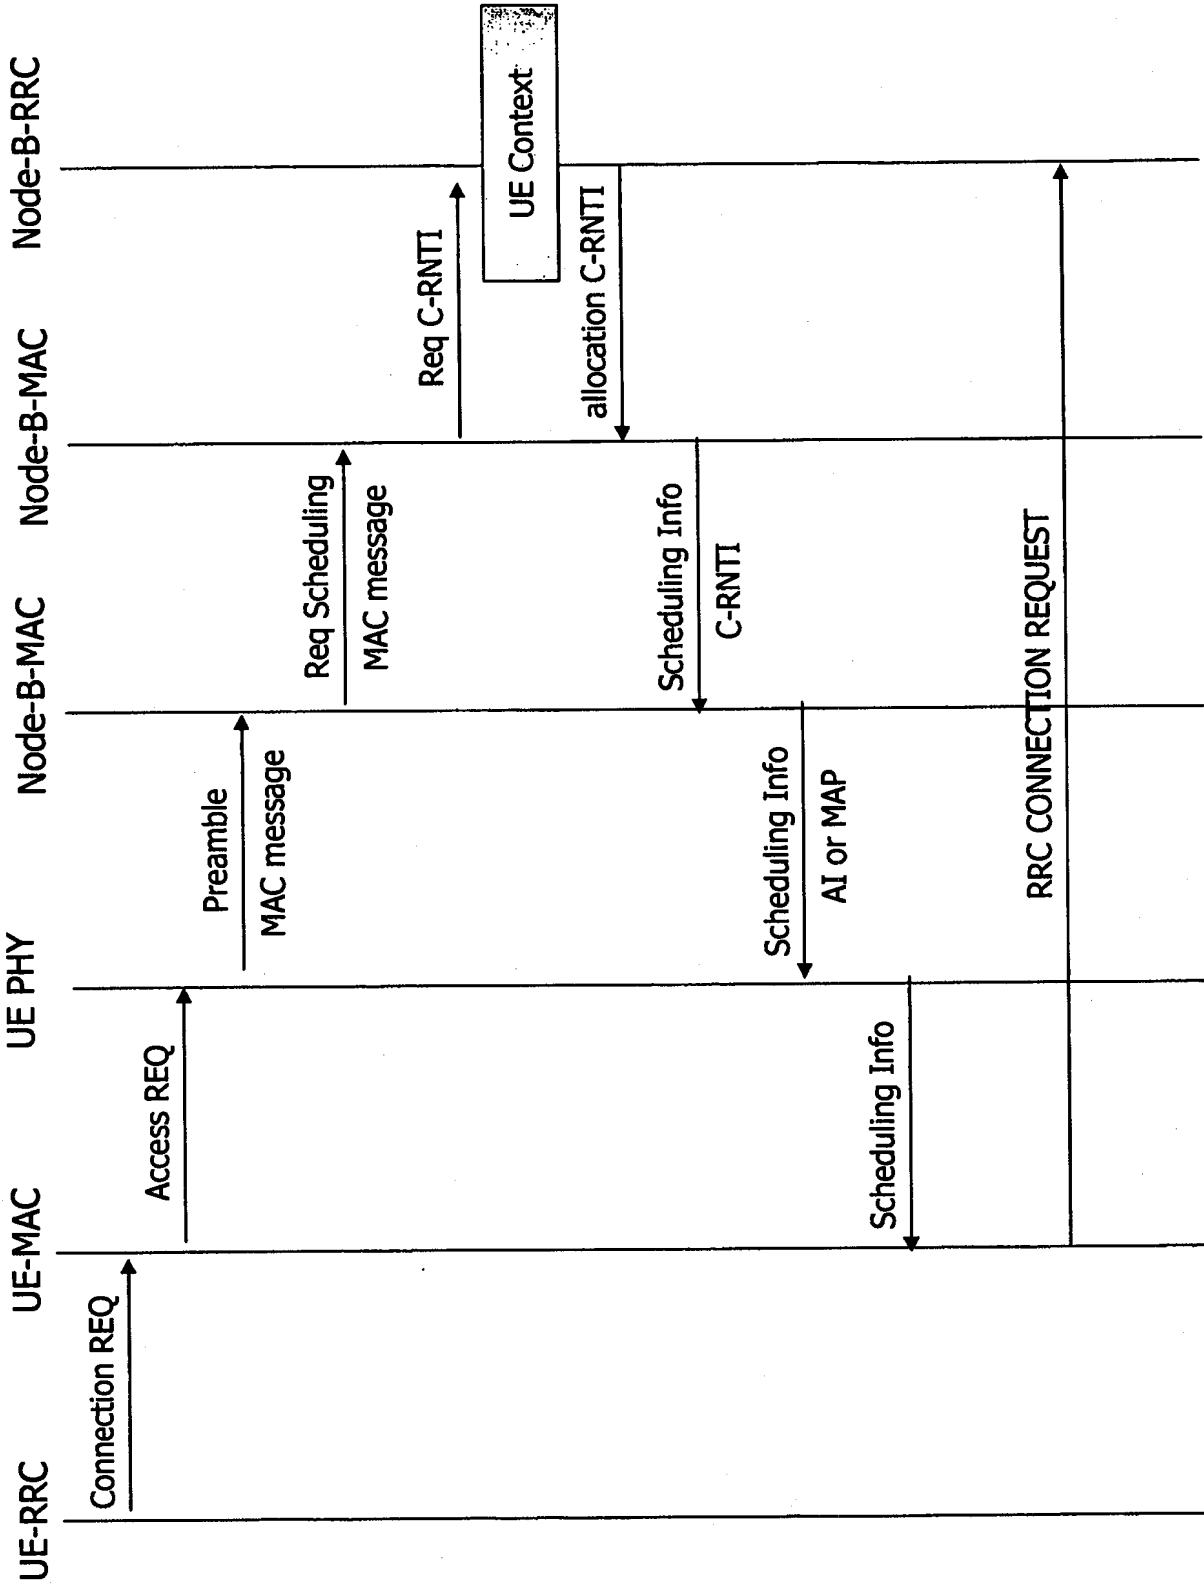 UE-RRC
UE-MAC
UE PHY
Node-B-MAC
Node-B-MAC
Node-B-RRC
Connection REQ
Access REQ
Preamble
MAC message
Req Scheduling
MAC message
Req C-RNTI
UE Context
allocation C-RNTI
Scheduling Info
C-RNTI
Scheduling Info
AI or MAP
Scheduling Info
RRC CONNECTION REQUEST